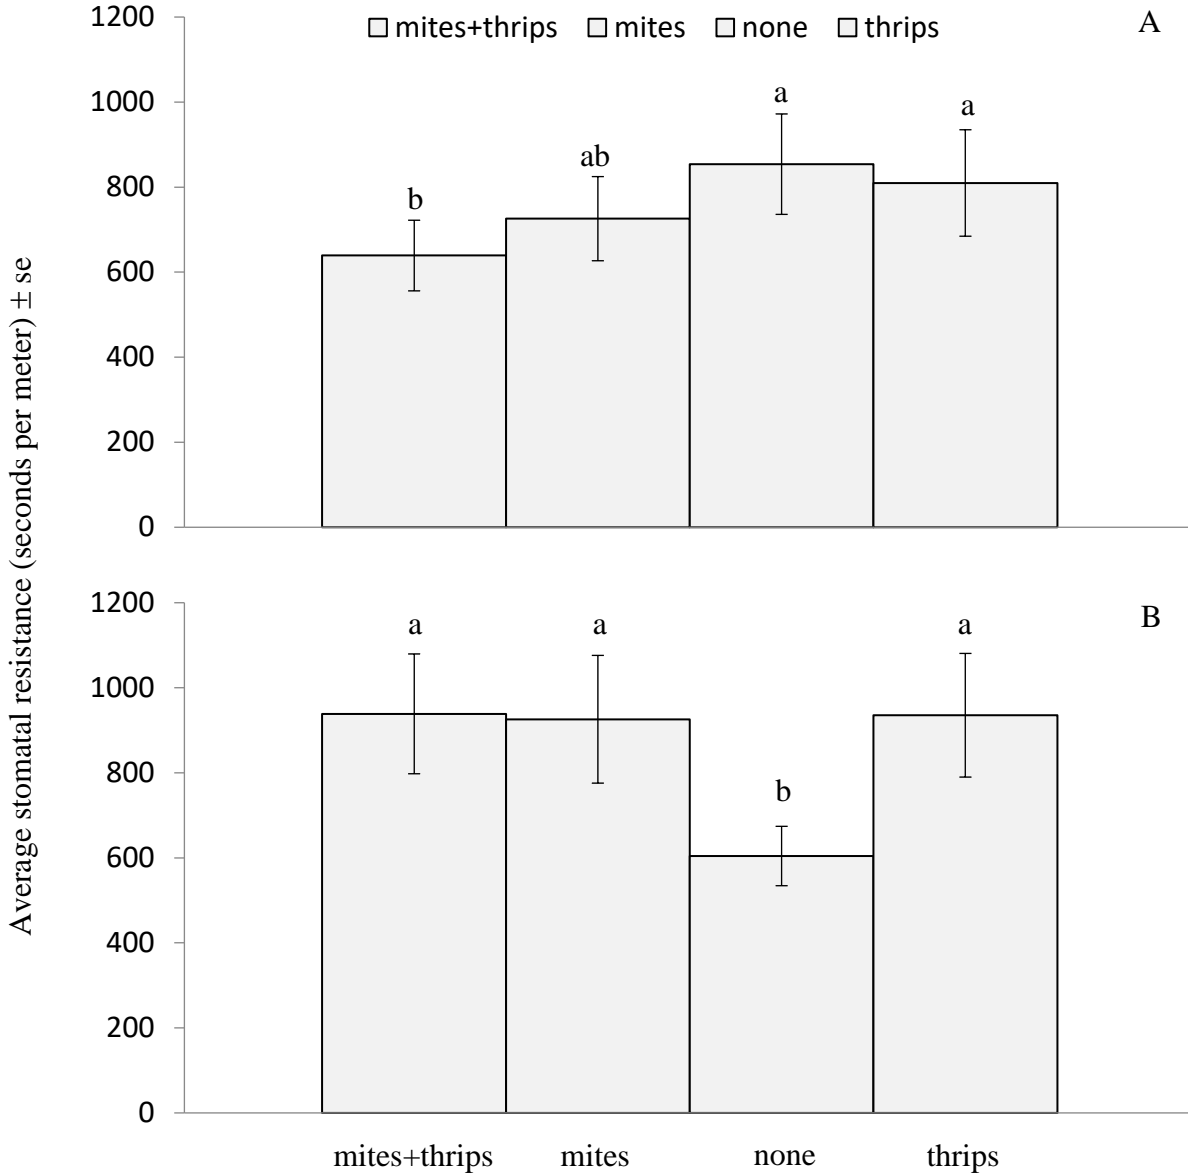 Average stomatal resistance (seconds per meter) ± se
1200
1000
800
600
400
200
0
mites+thrips mites none thrips
A
b
ab
a
a
1200
1000
800
600
400
200
0
B
a
a
b
a
mites+thrips mites none thrips